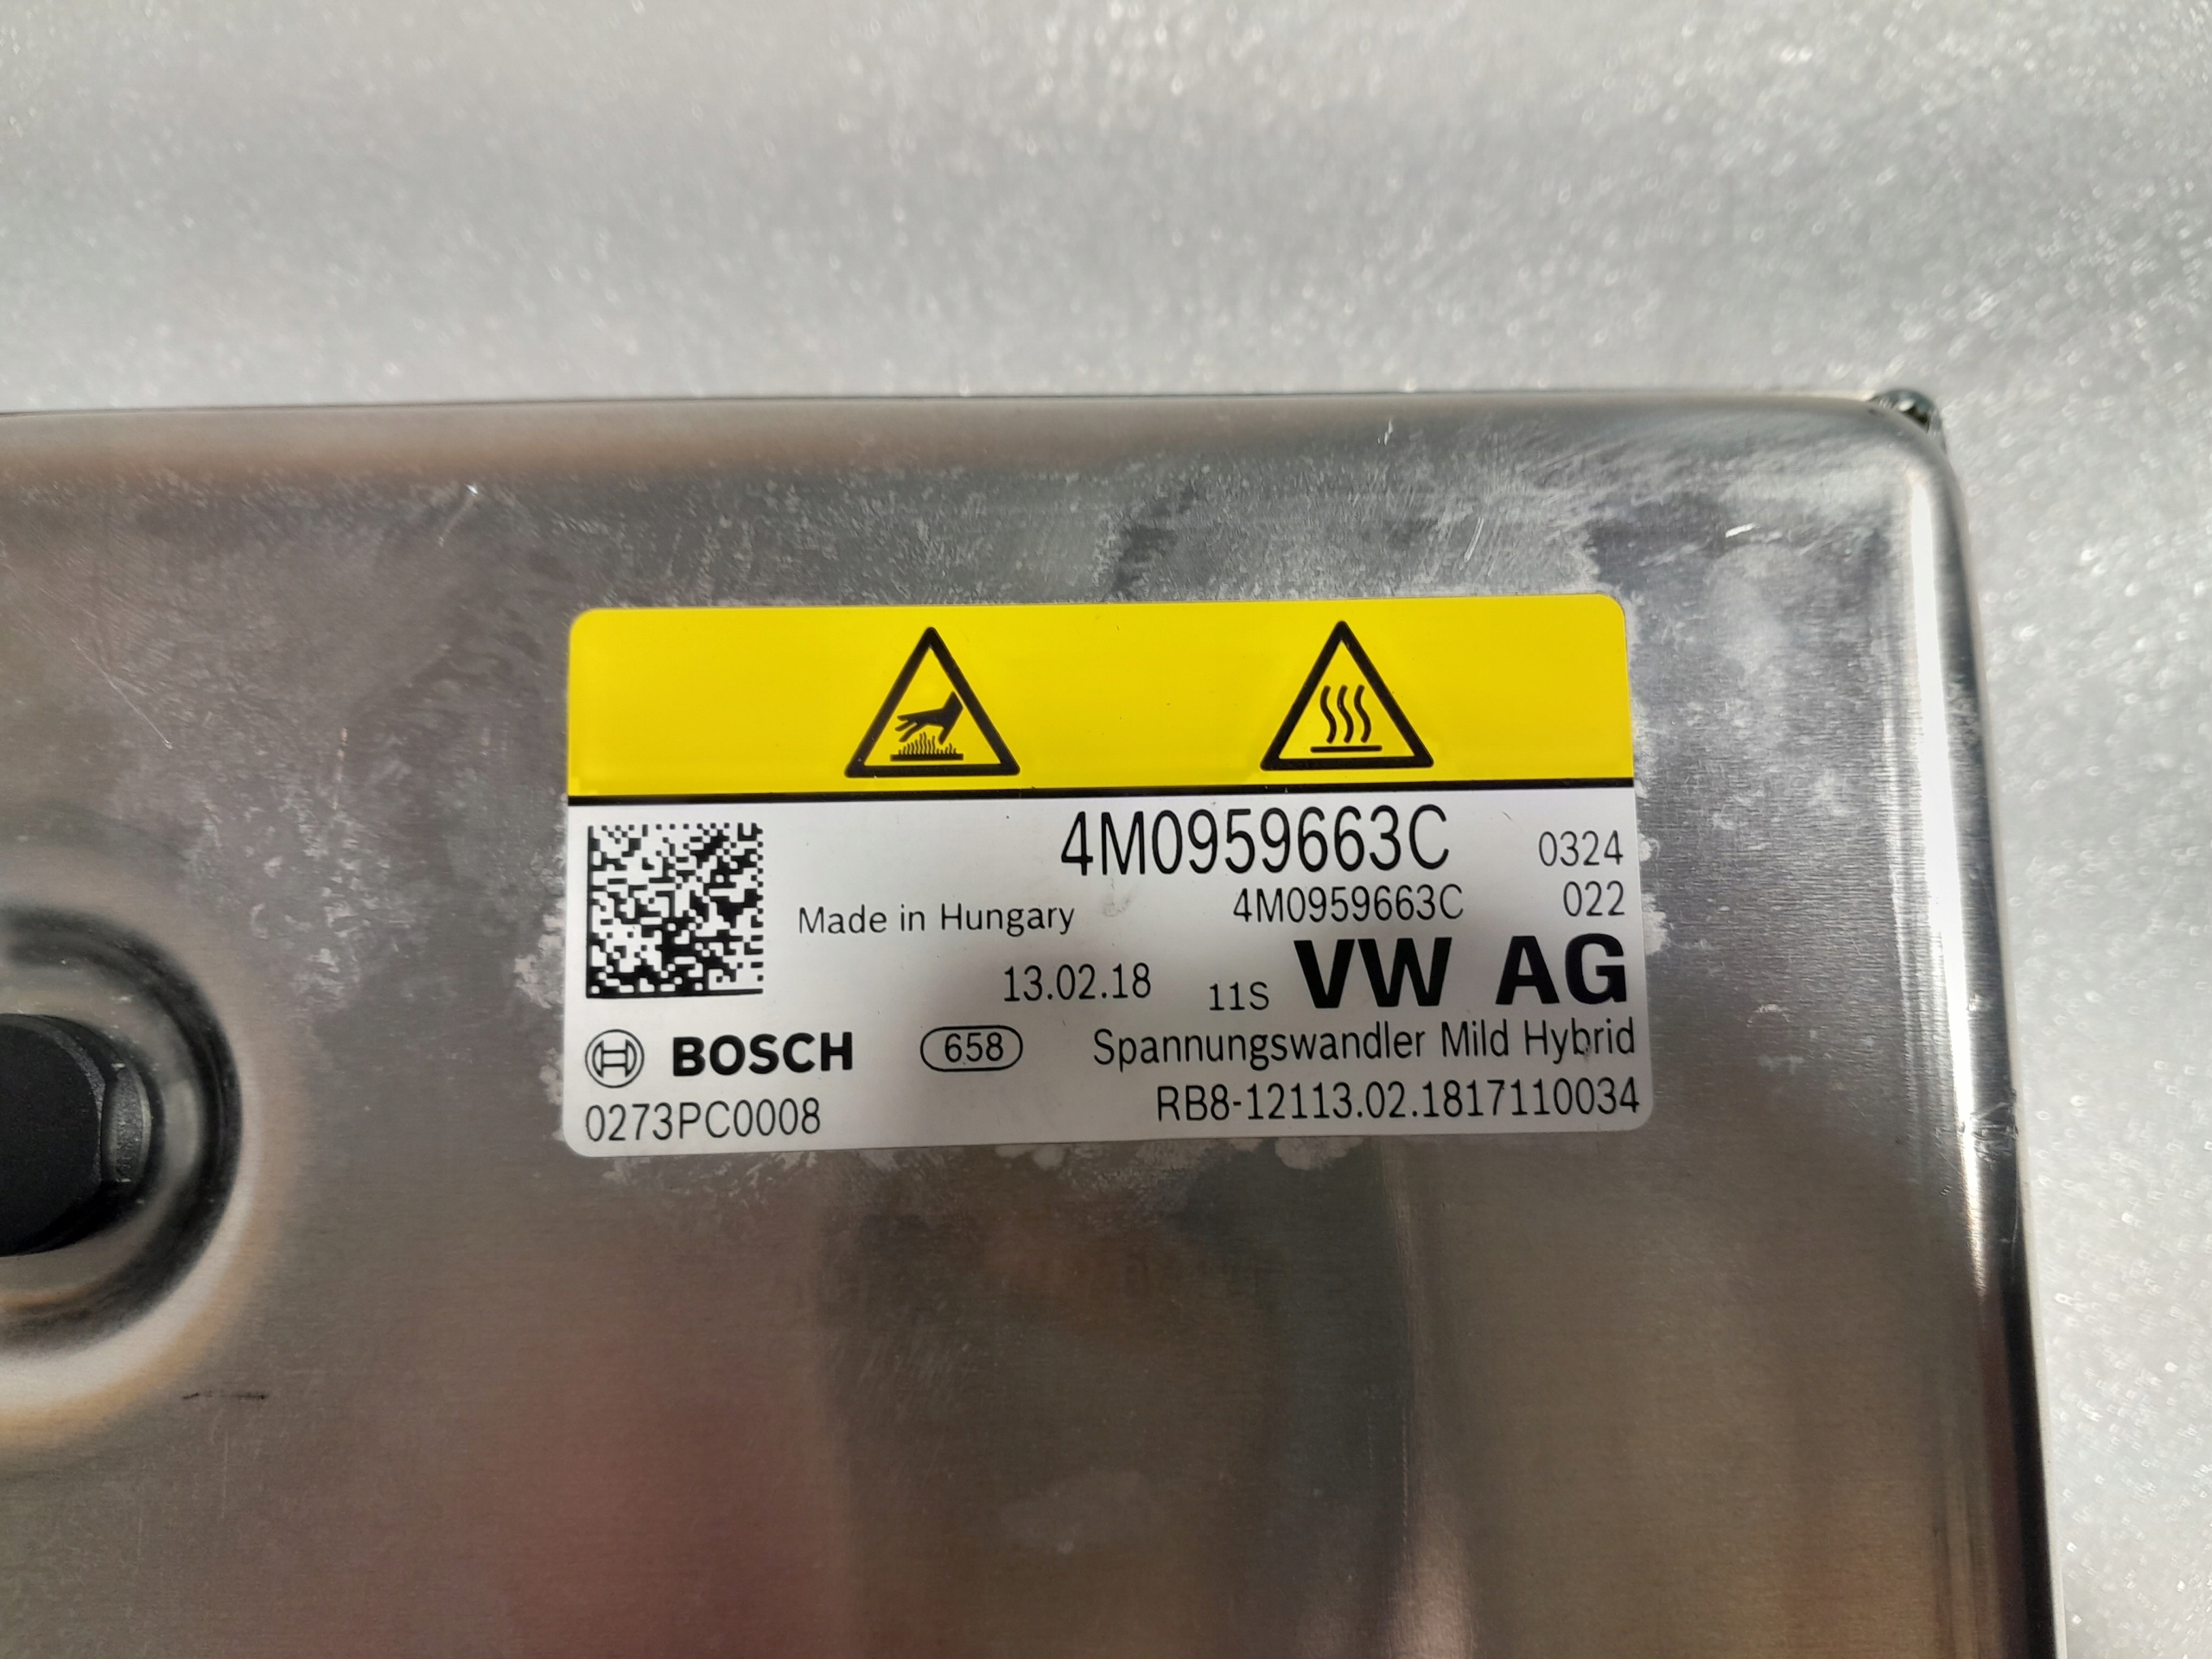 4M0959663C 0324
Made in Hungary 4M0959663C 022
13.02.18 11S VW AG
BOSCH 658 Spannungswandler Mild Hybrid
0273PC0008 RB8-12113.02.1817110034